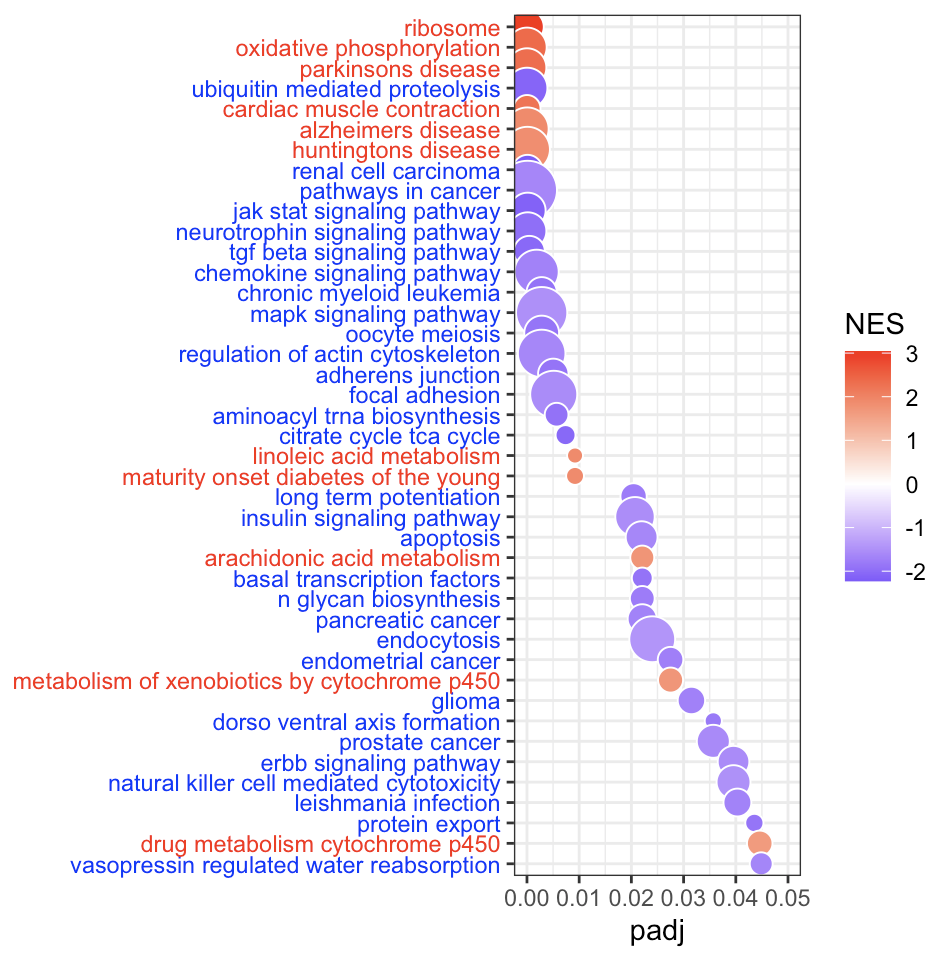 ribosome
oxidative phosphorylation
parkinsons disease
ubiquitin mediated proteolysis
cardiac muscle contraction
alzheimers disease
huntingtons disease
renal cell carcinoma
pathways in cancer
jak stat signaling pathway
neurotrophin signaling pathway
tgf beta signaling pathway
chemokine signaling pathway
chronic myeloid leukemia
mapk signaling pathway
oocyte meiosis
regulation of actin cytoskeleton
adherens junction
focal adhesion
aminoacyl trna biosynthesis
citrate cycle tca cycle
linoleic acid metabolism
maturity onset diabetes of the young
long term potentiation
insulin signaling pathway
apoptosis
arachidonic acid metabolism
basal transcription factors
n glycan biosynthesis
pancreatic cancer
endocytosis
endometrial cancer
metabolism of xenobiotics by cytochrome p450
glioma
dorso ventral axis formation
prostate cancer
erbb signaling pathway
natural killer cell mediated cytotoxicity
leishmania infection
protein export
drug metabolism cytochrome p450
vasopressin regulated water reabsorption
0.00 0.01 0.02 0.03 0.04 0.05
padj
NES
3
2
1
0
-1
-2